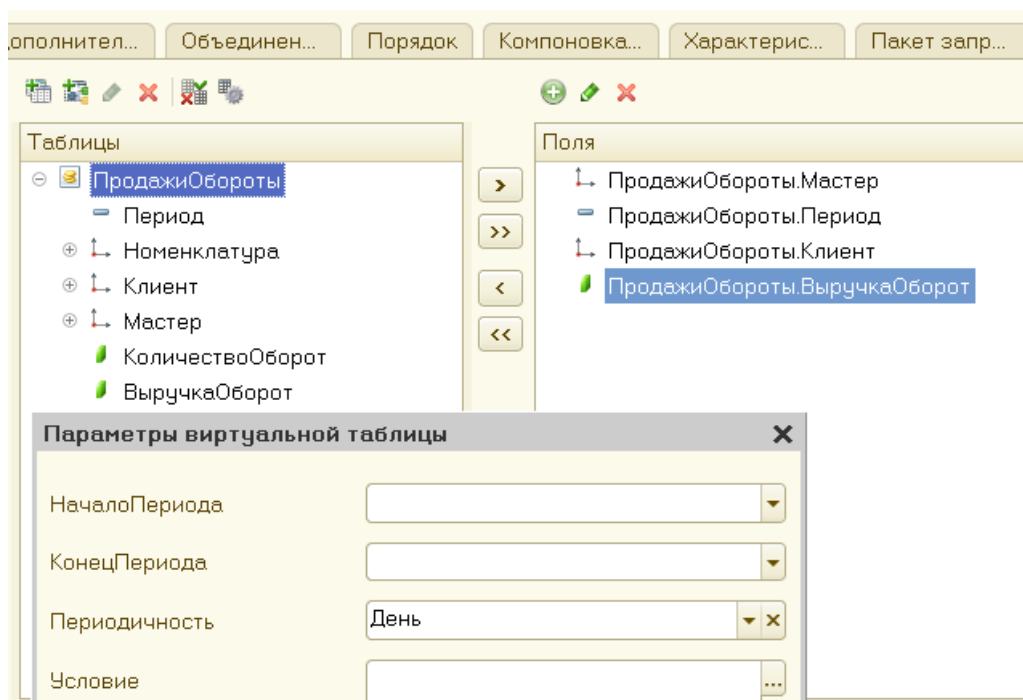 ополнител... Объединен... Порядок Компоновка... Характерис... Пакет запр...
Таблицы
Поля
ПродажиОбороты
Период
Номенклатура
Клиент
Мастер
КоличествоОборот
ВыручкаОборот
ПродажиОбороты.Мастер
ПродажиОбороты.Период
ПродажиОбороты.Клиент
ПродажиОбороты.ВыручкаОборот
Параметры виртуальной таблицы
НачалоПериода
КонецПериода
Периодичность День
Условие